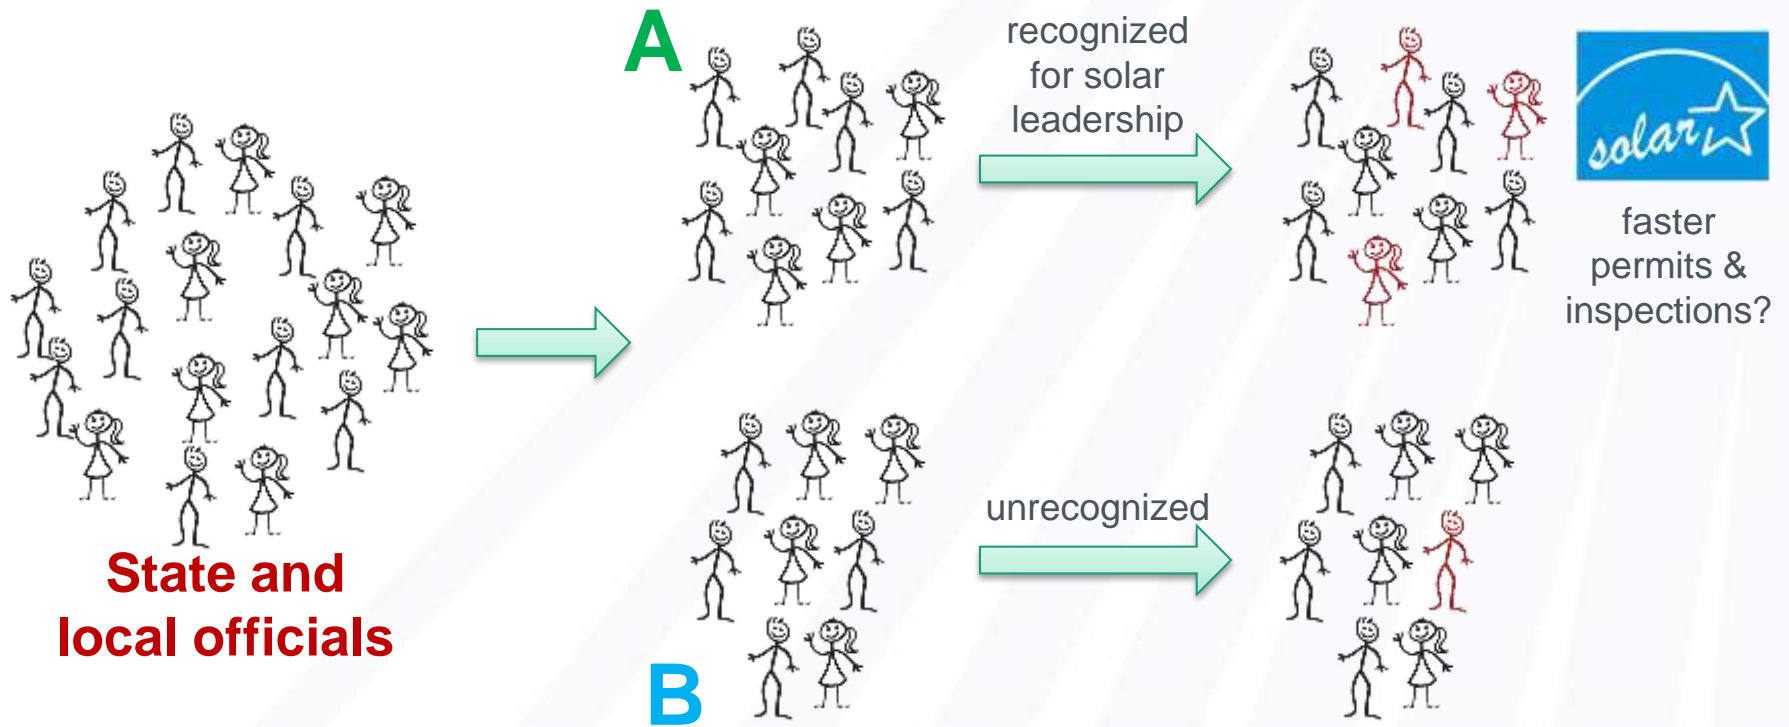 A
recognized
for solar
leadership
solar
faster
permits &
inspections?
State and
local officials
unrecognized
B